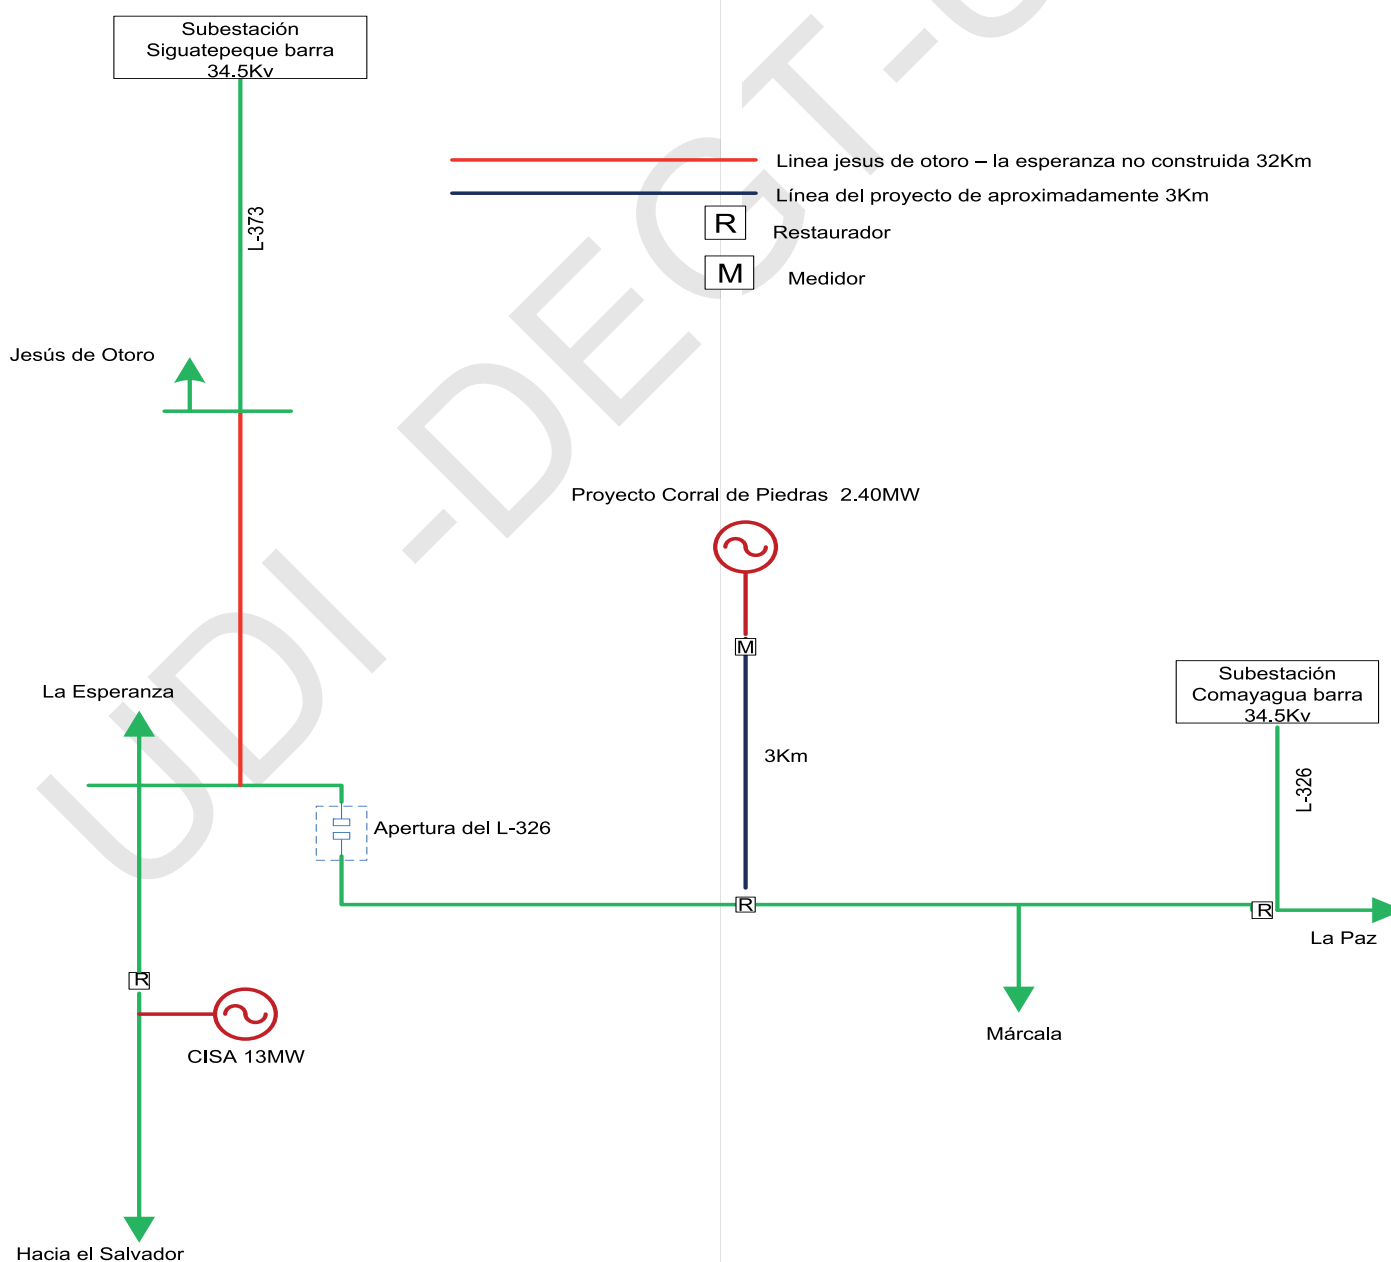 Subestación
Siguatepeque barra
34.5Kv
L-373
Linea jesus de otoro – la esperanza no construida 32Km
Línea del proyecto de aproximadamente 3Km
R
Restaurador
M
Medidor
Jesús de Otoro
Proyecto Corral de Piedras 2.40MW
M
3Km
La Esperanza
Apertura del L-326
Subestación
Comayagua barra
34.5Kv
L-326
R
R
La Paz
Márcala
R
CISA 13MW
Hacia el Salvador
UDI -DEGT-